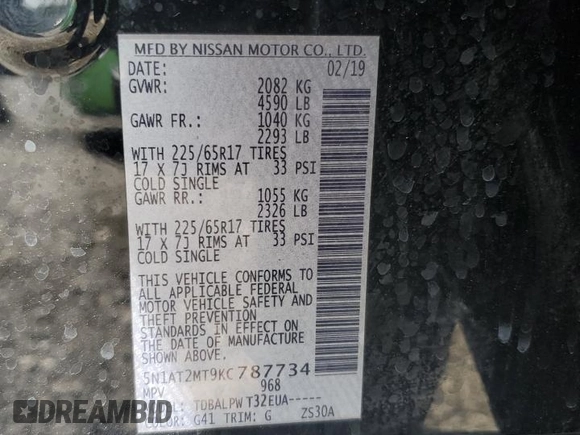 MFD BY NISSAN MOTOR CO., LTD.
DATE: 02/19
GVWR: 2082 KG
4590 LB
GAWR FR.: 1040 KG
2293 LB
WITH 225/65R17 TIRES
17 X 7J RIMS AT 33 PSI
COLD SINGLE
GAWR RR.: 1055 KG
2326 LB
WITH 225/65R17 TIRES
17 X 7J RIMS AT 33 PSI
COLD SINGLE
THIS VEHICLE CONFORMS TO
ALL APPLICABLE FEDERAL
MOTOR VEHICLE SAFETY AND
THEFT PREVENTION
STANDARDS IN EFFECT ON
THE DATE OF MANUFACTURE
SHOWN ABOVE.
5N1AT2MT9KC787734
MPV 968
TDBALPWT32EUA-----
COLOR: G41 TRIM: G ZS30A
DREAMBID